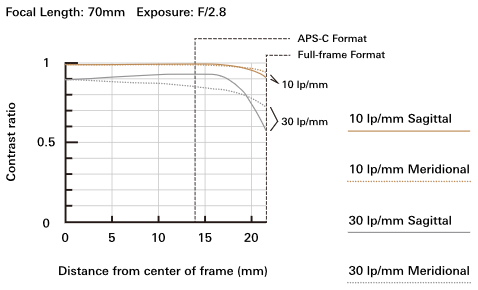 Focal Length: 70mm Exposure: F/2.8
APS-C Format
Full-frame Format
1
10 lp/mm
30 lp/mm
10 lp/mm Sagittal
Contrast ratio
0.5
10 lp/mm Meridional
30 lp/mm Sagittal
0
0 5 10 15 20
Distance from center of frame (mm)
30 lp/mm Meridional